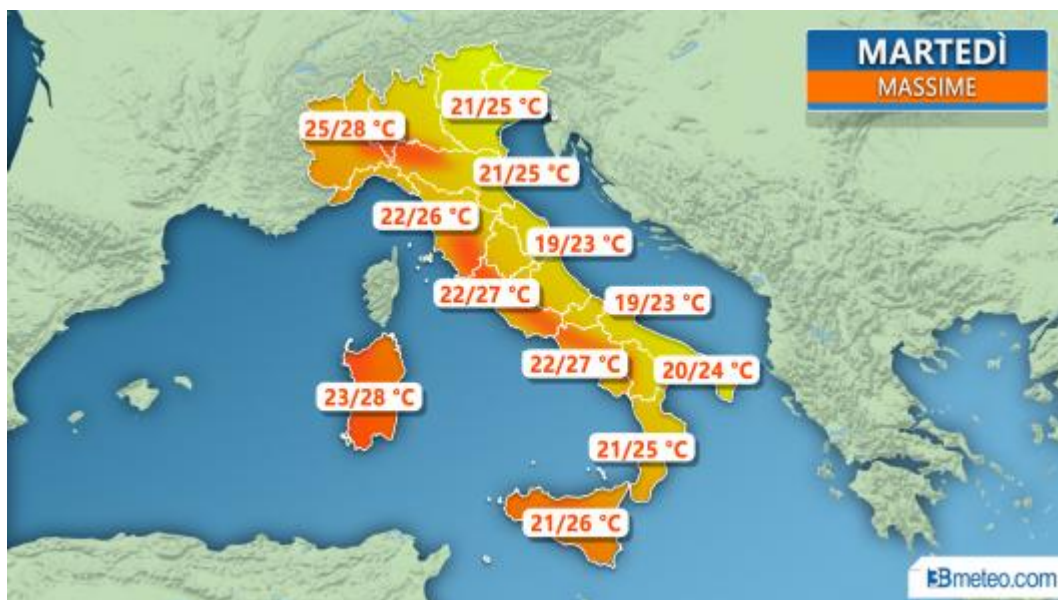 MARTEDÌ
MASSIME
21/25 °C
25/28 °C
21/25 °C
22/26 °C
19/23 °C
22/27 °C
19/23 °C
22/27 °C
20/24 °C
23/28 °C
21/25 °C
21/26 °C
3Bmeteo.com